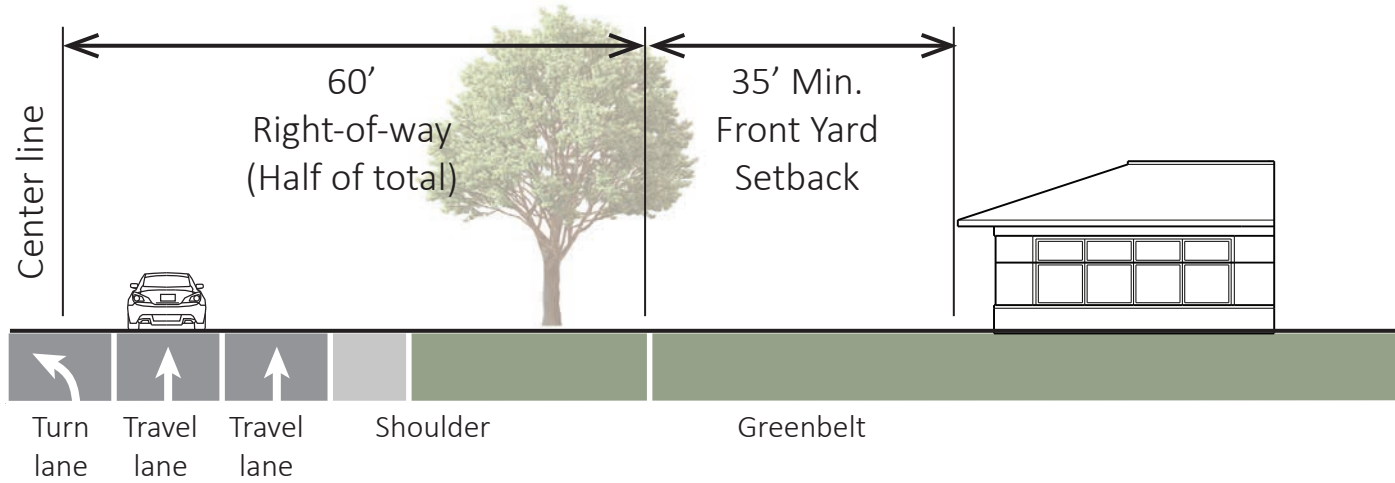 Center line
60’
Right-of-way
(Half of total)
35’ Min.
Front Yard
Setback
Turn
lane
Travel
lane
Travel
lane
Shoulder
Greenbelt